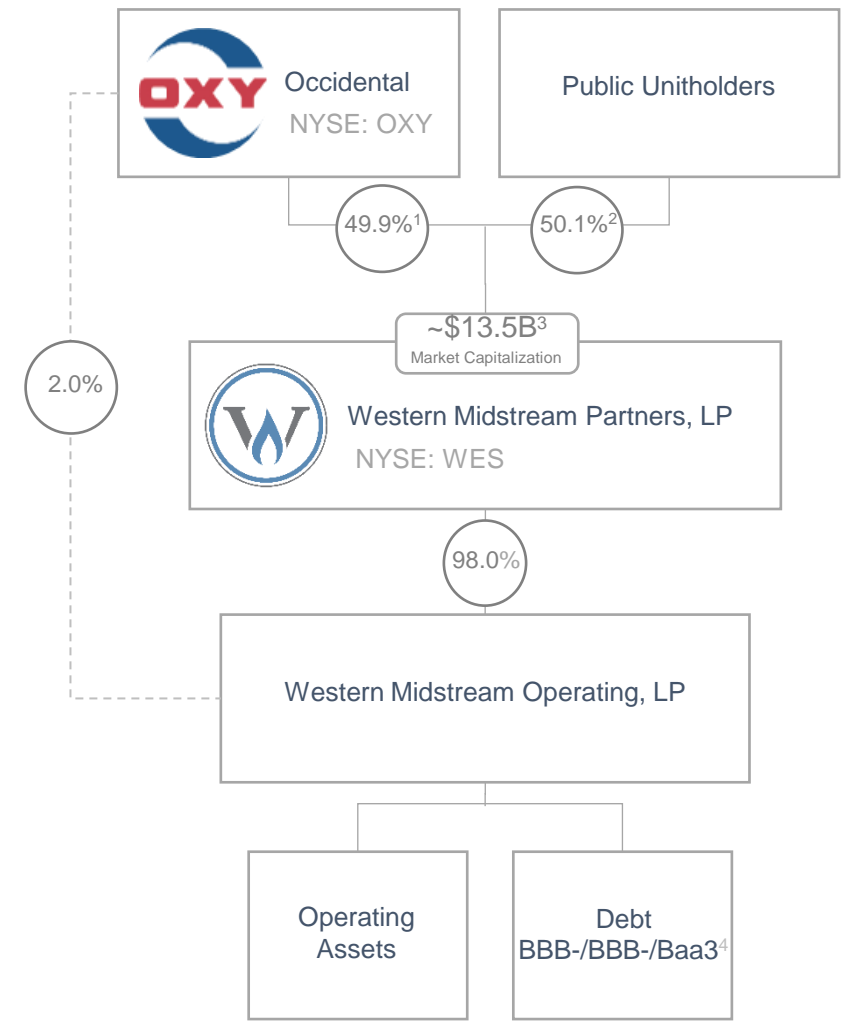 OXY
Occidental
NYSE: OXY
Public Unitholders
49.9%¹
50.1%²
~$13.5B³
Market Capitalization
2.0%
W
Western Midstream Partners, LP
NYSE: WES
98.0%
Western Midstream Operating, LP
Operating
Assets
Debt
BBB-/BBB-/Baa3⁴